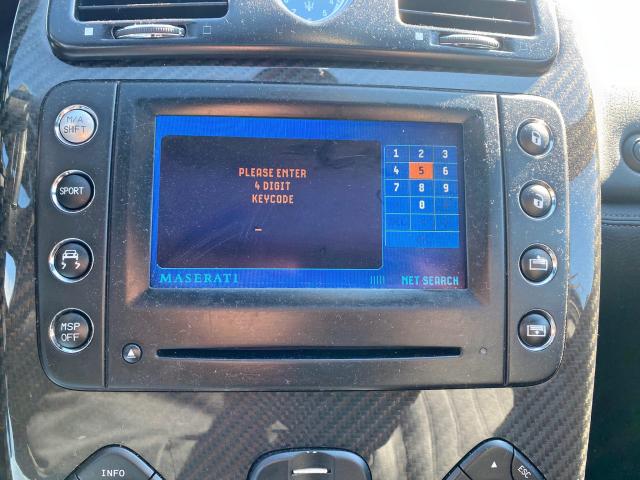 M/A
SHIFT
SPORT
MSP
OFF
PLEASE ENTER
4 DIGIT
KEYCODE
_
1 2 3
4 5 6
7 8 9
0
MASERATI
NET SEARCH
INFO
ESC